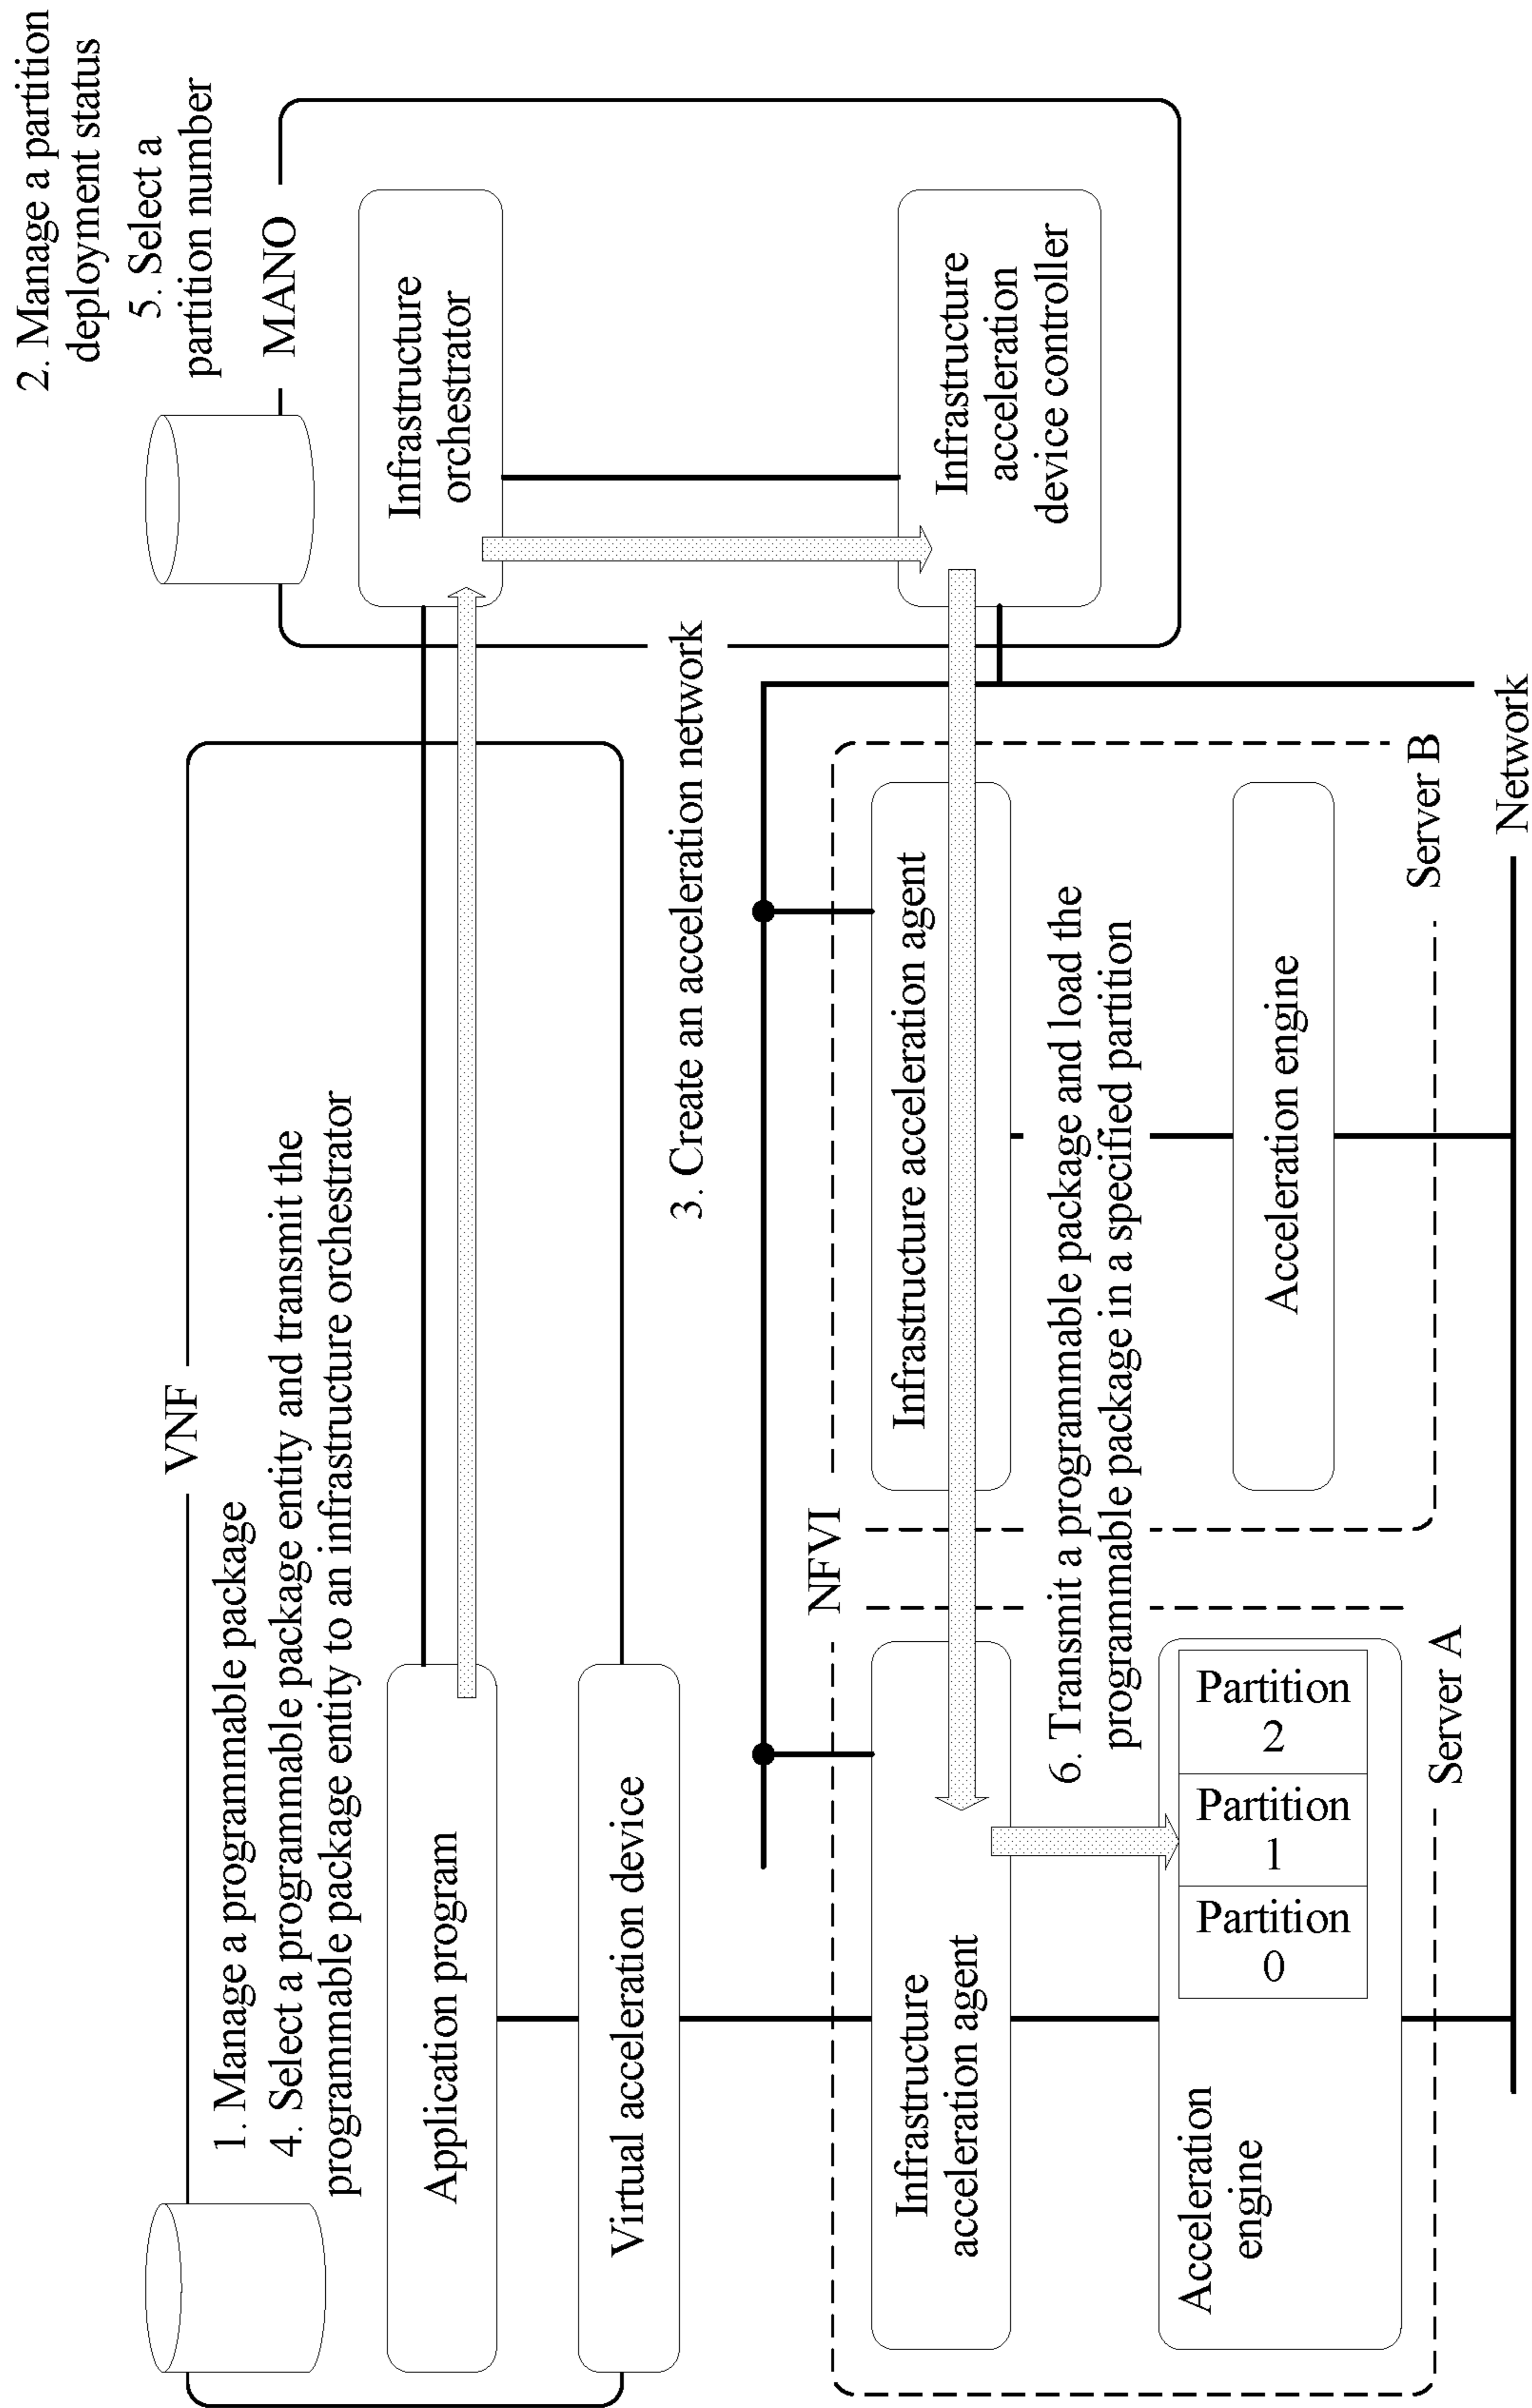 VNF
1. Manage a programmable package
4. Select a programmable package entity and transmit the
programmable package entity to an infrastructure orchestrator
Application program
Virtual acceleration device
2. Manage a partition
deployment status
5. Select a
partition number
MANO
Infrastructure
orchestrator
Infrastructure
acceleration
device controller
3. Create an acceleration network
NFVI
Infrastructure
acceleration agent
Infrastructure acceleration agent
6. Transmit a programmable package and load the
programmable package in a specified partition
Acceleration
engine
Partition
0
Partition
1
Partition
2
Acceleration engine
Server A
Server B
Network